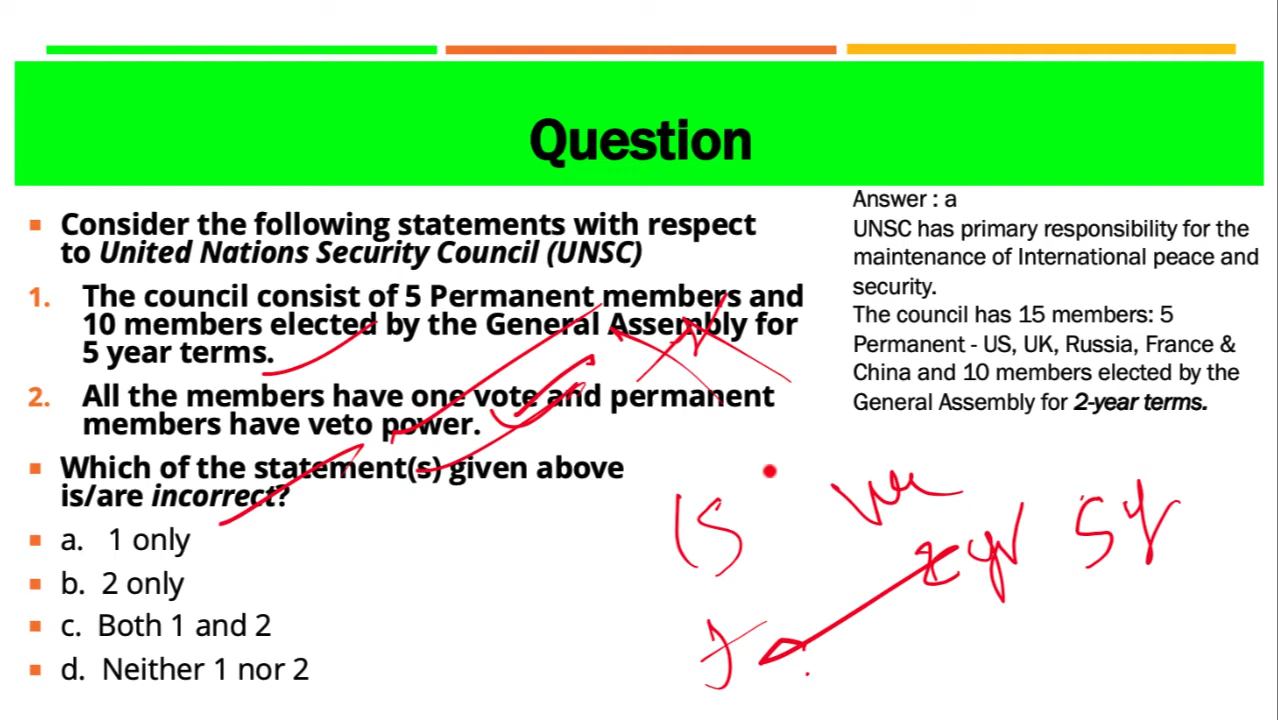 Question
Consider the following statements with respect
to United Nations Security Council (UNSC)
1. The council consist of 5 Permanent members and
10 members elected by the General Assembly for
5 year terms.
2. All the members have one vote and permanent
members have veto power.
Which of the statement(s) given above
is/are incorrect?
a. 1 only
b. 2 only
c. Both 1 and 2
d. Neither 1 nor 2
Answer : a
UNSC has primary responsibility for the
maintenance of International peace and
security.
The council has 15 members: 5
Permanent - US, UK, Russia, France &
China and 10 members elected by the
General Assembly for 2-year terms.
15
2 yr 5 y